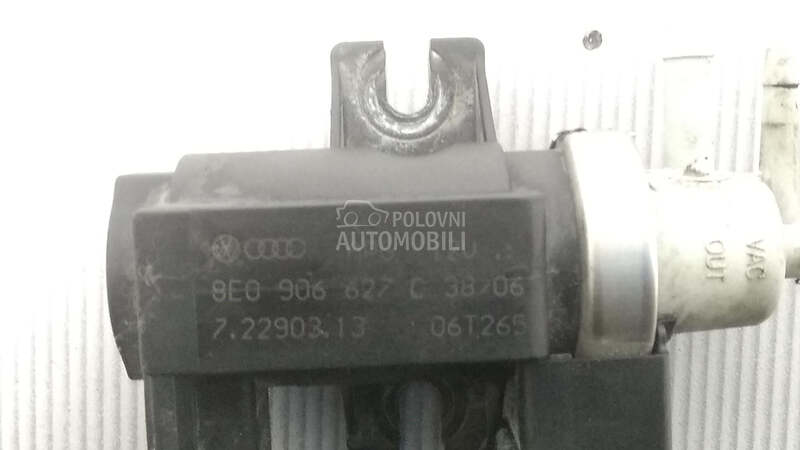 POLOVNI
AUTOMOBILI
8E0 906 627 C 38/06
7.22903.13 06T265
VAC
OUT